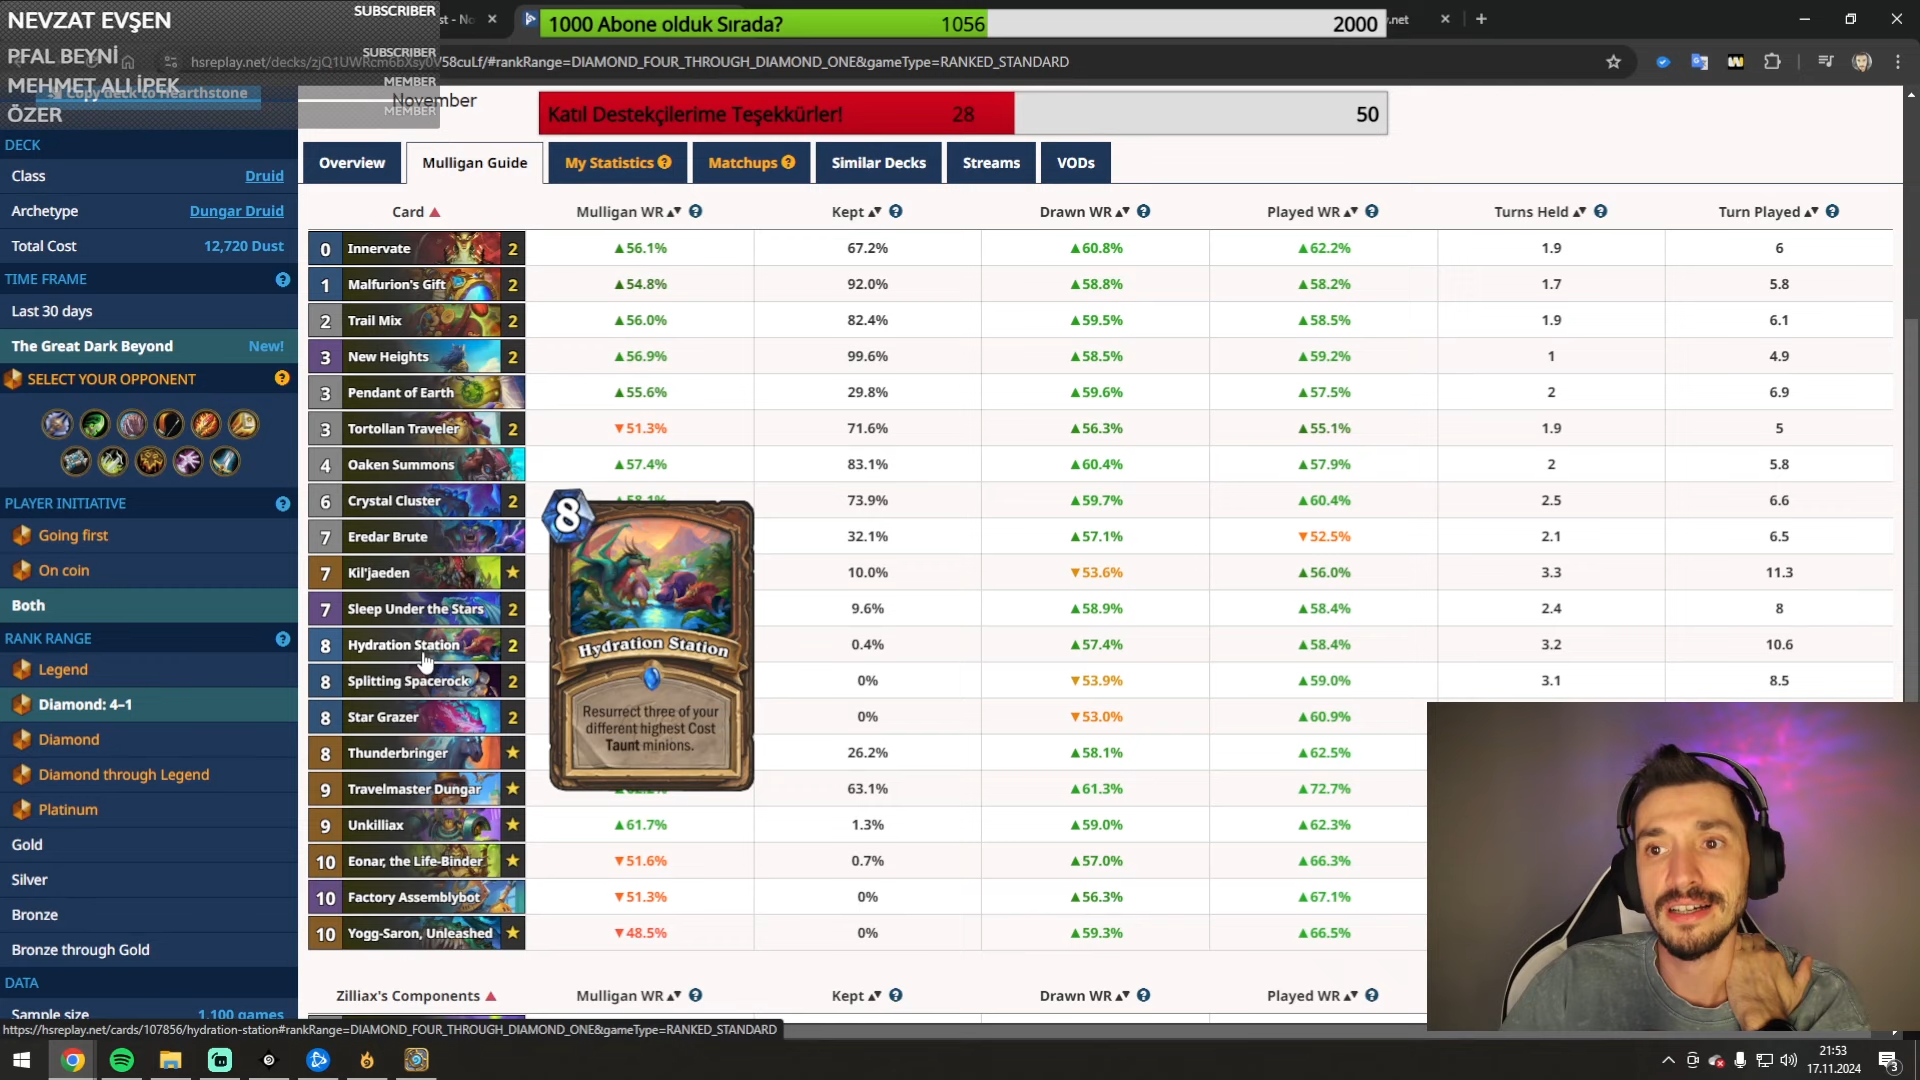 NEVZAT EVŞEN SUBSCRIBER
PFAL BEYNİ SUBSCRIBER
MEHMET ALİ İPEK MEMBER
ÖZER MEMBER
1000 Abone olduk Sırada? 1056 2000
hsreplay.net/decks/zjQ1UWRcm6bXsy0V58cuLf/#rankRange=DIAMOND_FOUR_THROUGH_DIAMOND_ONE&gameType=RANKED_STANDARD
Copy deck to Hearthstone
November
Katıl Destekçilerime Teşekkürler! 28 50
Overview Mulligan Guide My Statistics Matchups Similar Decks Streams VODs
DECK
Class Druid
Archetype Dungar Druid
Total Cost 12,720 Dust
TIME FRAME
Last 30 days
The Great Dark Beyond New!
SELECT YOUR OPPONENT
PLAYER INITIATIVE
Going first
On coin
Both
RANK RANGE
Legend
Diamond: 4–1
Diamond
Diamond through Legend
Platinum
Gold
Silver
Bronze
Bronze through Gold
DATA
Sample size 1,100 games
Card Mulligan WR Kept Drawn WR Played WR Turns Held Turn Played
0 Innervate 2 ▲56.1% 67.2% ▲60.8% ▲62.2% 1.9 6
1 Malfurion's Gift 2 ▲54.8% 92.0% ▲58.8% ▲58.2% 1.7 5.8
2 Trail Mix 2 ▲56.0% 82.4% ▲59.5% ▲58.5% 1.9 6.1
3 New Heights 2 ▲56.9% 99.6% ▲58.5% ▲59.2% 1 4.9
3 Pendant of Earth ▲55.6% 29.8% ▲59.6% ▲57.5% 2 6.9
3 Tortollan Traveler 2 ▼51.3% 71.6% ▲56.3% ▲55.1% 1.9 5
4 Oaken Summons ▲57.4% 83.1% ▲60.4% ▲57.9% 2 5.8
6 Crystal Cluster 2 ▲58.1% 73.9% ▲59.7% ▲60.4% 2.5 6.6
7 Eredar Brute 32.1% ▲57.1% ▼52.5% 2.1 6.5
7 Kil'jaeden 10.0% ▼53.6% ▲56.0% 3.3 11.3
7 Sleep Under the Stars 2 9.6% ▲58.9% ▲58.4% 2.4 8
8 Hydration Station 2 0.4% ▲57.4% ▲58.4% 3.2 10.6
8 Splitting Spacerock 2 0% ▼53.9% ▲59.0% 3.1 8.5
8 Star Grazer 2 0% ▼53.0% ▲60.9%
8 Thunderbringer 26.2% ▲58.1% ▲62.5%
9 Travelmaster Dungar 63.1% ▲61.3% ▲72.7%
9 Unkilliax ▲61.7% 1.3% ▲59.0% ▲62.3%
10 Eonar, the Life-Binder ▼51.6% 0.7% ▲57.0% ▲66.3%
10 Factory Assemblybot ▼51.3% 0% ▲56.3% ▲67.1%
10 Yogg-Saron, Unleashed ▼48.5% 0% ▲59.3% ▲66.5%
8
Hydration Station
Resurrect three of your
different highest Cost
Taunt minions.
Zilliax's Components Mulligan WR Kept Drawn WR Played WR
https://hsreplay.net/cards/107856/hydration-station#rankRange=DIAMOND_FOUR_THROUGH_DIAMOND_ONE&gameType=RANKED_STANDARD
21:53
17.11.2024
3